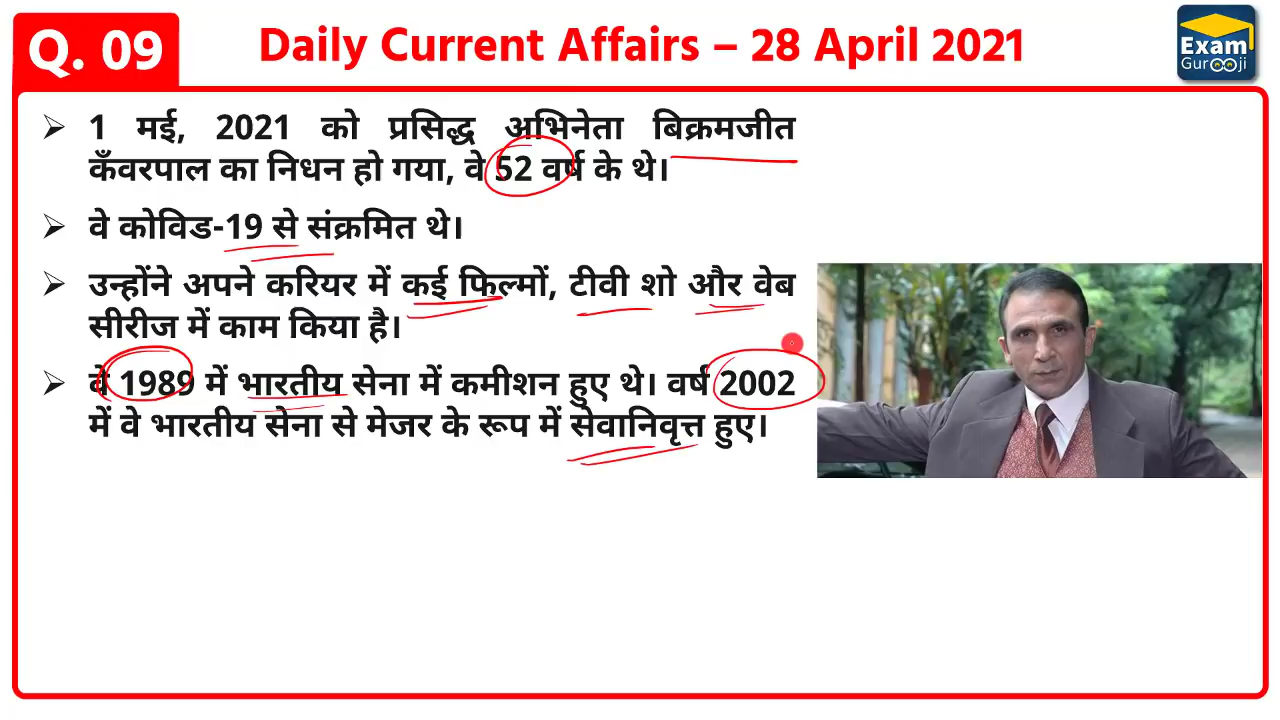 Q. 09
Daily Current Affairs – 28 April 2021
Exam
Gurooji
1 मई, 2021 को प्रसिद्ध अभिनेता बिक्रमजीत
कँवरपाल का निधन हो गया, वे 52 वर्ष के थे।
वे कोविड-19 से संक्रमित थे।
उन्होंने अपने करियर में कई फिल्मों, टीवी शो और वेब
सीरीज में काम किया है।
वे 1989 में भारतीय सेना में कमीशन हुए थे। वर्ष 2002
में वे भारतीय सेना से मेजर के रूप में सेवानिवृत्त हुए।